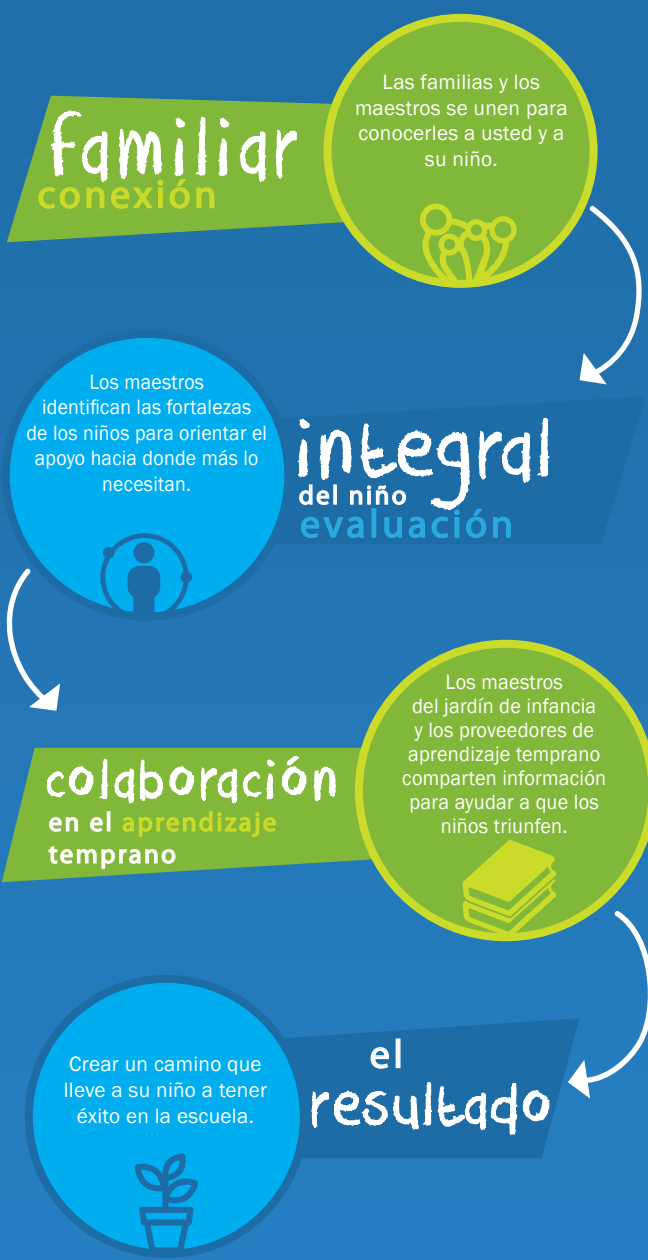 familiar
conexión
Las familias y los
maestros se unen para
conocerles a usted y a
su niño.
Los maestros
identifican las fortalezas
de los niños para orientar el
apoyo hacia donde más lo
necesitan.
integral
del niño
evaluación
colaboración
en el aprendizaje
temprano
Los maestros
del jardín de infancia
y los proveedores de
aprendizaje temprano
comparten información
para ayudar a que los
niños triunfen.
Crear un camino que
lleve a su niño a tener
éxito en la escuela.
el
resultado